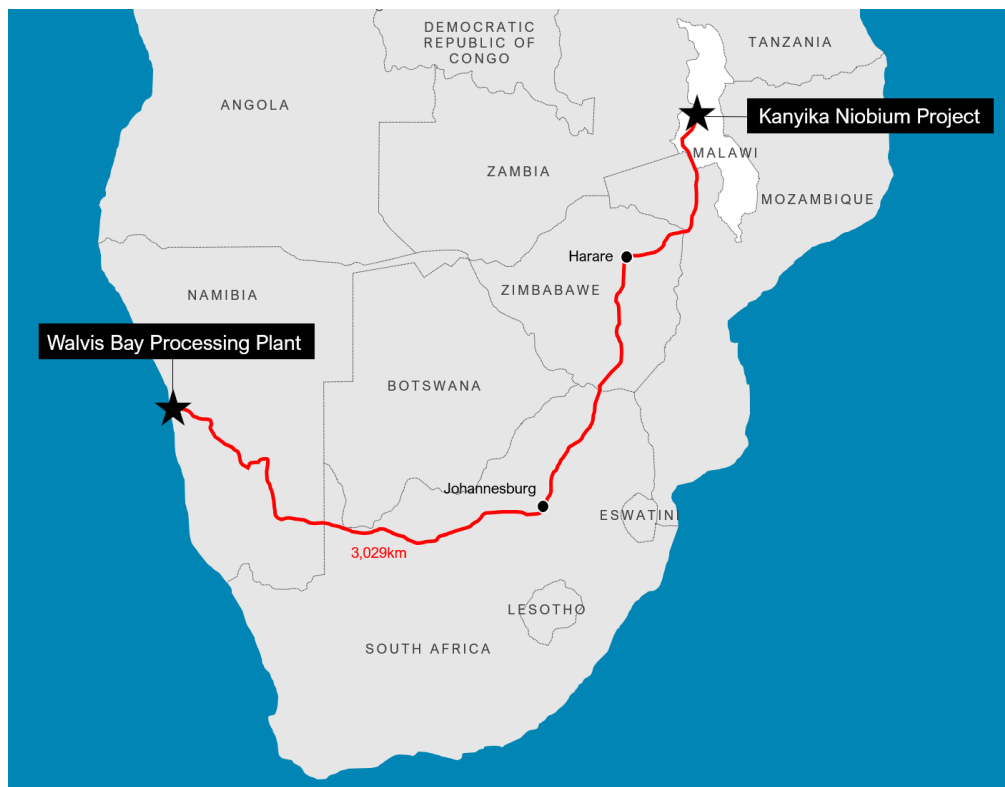 DEMOCRATIC
REPUBLIC OF
CONGO
TANZANIA
ANGOLA
Kanyika Niobium Project
MALAWI
ZAMBIA
MOZAMBIQUE
Harare
ZIMBABAWE
NAMIBIA
Walvis Bay Processing Plant
BOTSWANA
Johannesburg
ESWATINI
3,029km
LESOTHO
SOUTH AFRICA